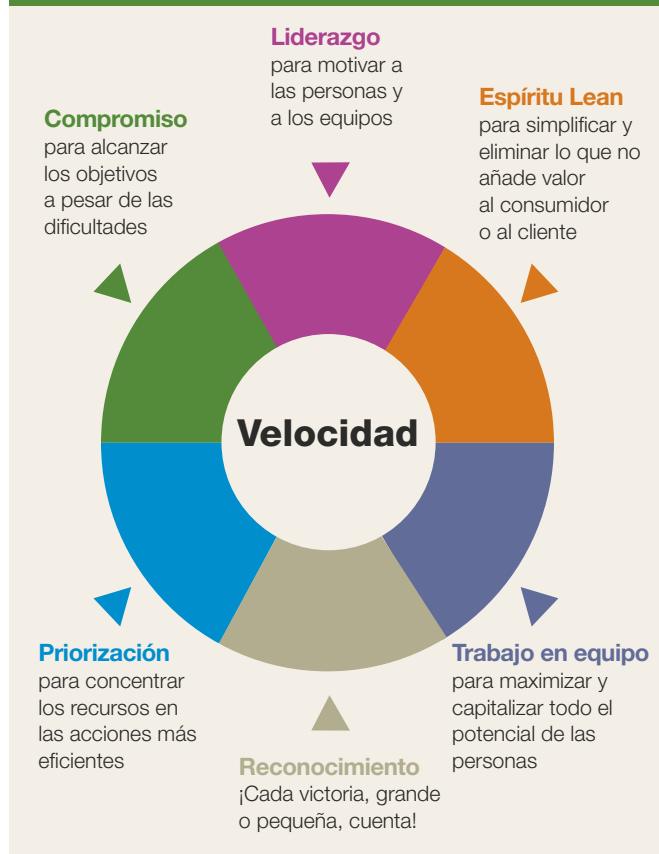 Liderazgo
para motivar a
las personas y
a los equipos
Espíritu Lean
para simplificar y
eliminar lo que no
añade valor
al consumidor
o al cliente
Compromiso
para alcanzar
los objetivos
a pesar de las
dificultades
Velocidad
Priorización
para concentrar
los recursos en
las acciones más
eficientes
Trabajo en equipo
para maximizar y
capitalizar todo el
potencial de las
personas
Reconocimiento
¡Cada victoria, grande
o pequeña, cuenta!